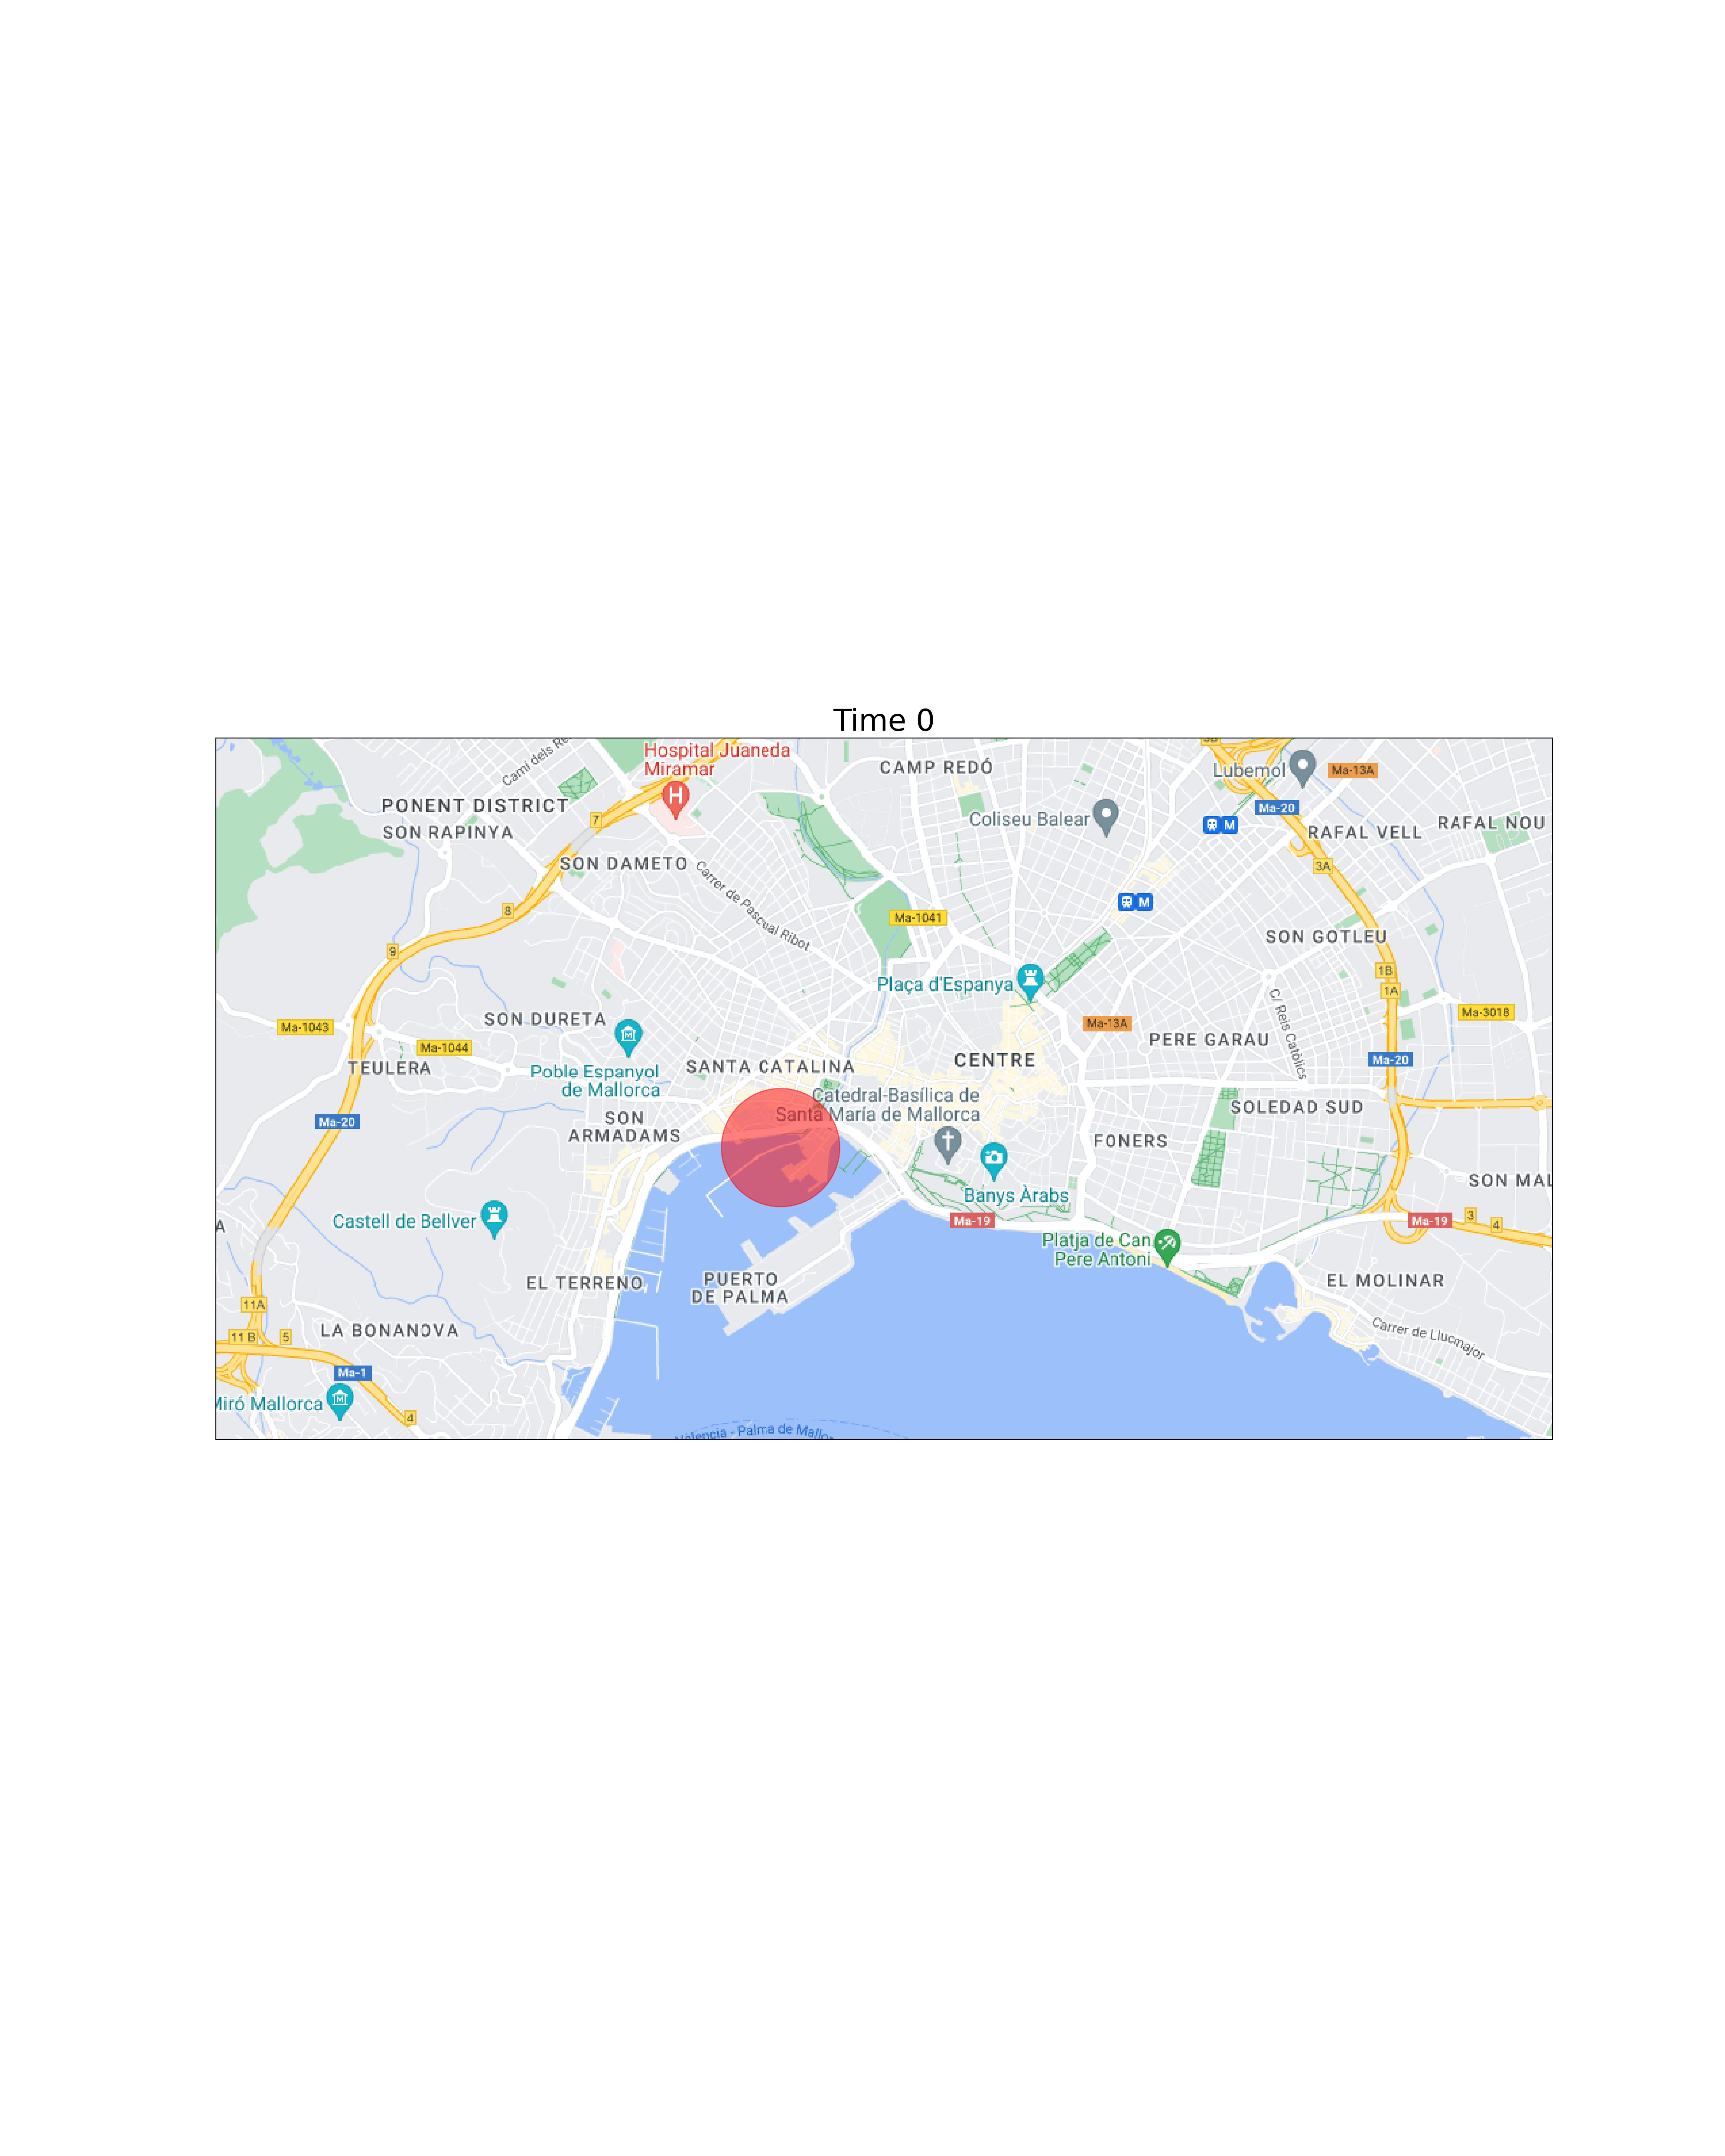 Time 0
Hospital Juaneda
Miramar
Camí dels Re
CAMP REDÓ
Lubemol
Ma-13A
PONENT DISTRICT
SON RAPINYA
7
Coliseu Balear
Ma-20
M
RAFAL VELL
RAFAL NOU
SON DAMETO
Carrer de Pascual Ribot
3A
8
Ma-1041
M
9
SON GOTLEU
1B
1A
Plaça d'Espanya
Ma-1043
SON DURETA
Ma-13A
C/ Reis Catòlics
Ma-3018
Ma-1044
TEULERA
Poble Espanyol
de Mallorca
SANTA CATALINA
CENTRE
PERE GARAU
Ma-20
Catedral-Basílica de
Santa María de Mallorca
SOLEDAD SUD
Ma-20
SON
ARMADAMS
FONERS
SON MAL
Banys Àrabs
A
Castell de Bellver
Ma-19
Ma-19
3
4
Platja de Can
Pere Antoni
EL TERRENO
PUERTO
DE PALMA
EL MOLINAR
11A
11 B
5
LA BONANOVA
Carrer de Llucmajor
Ma-1
Miró Mallorca
4
Valencia - Palma de Mallor